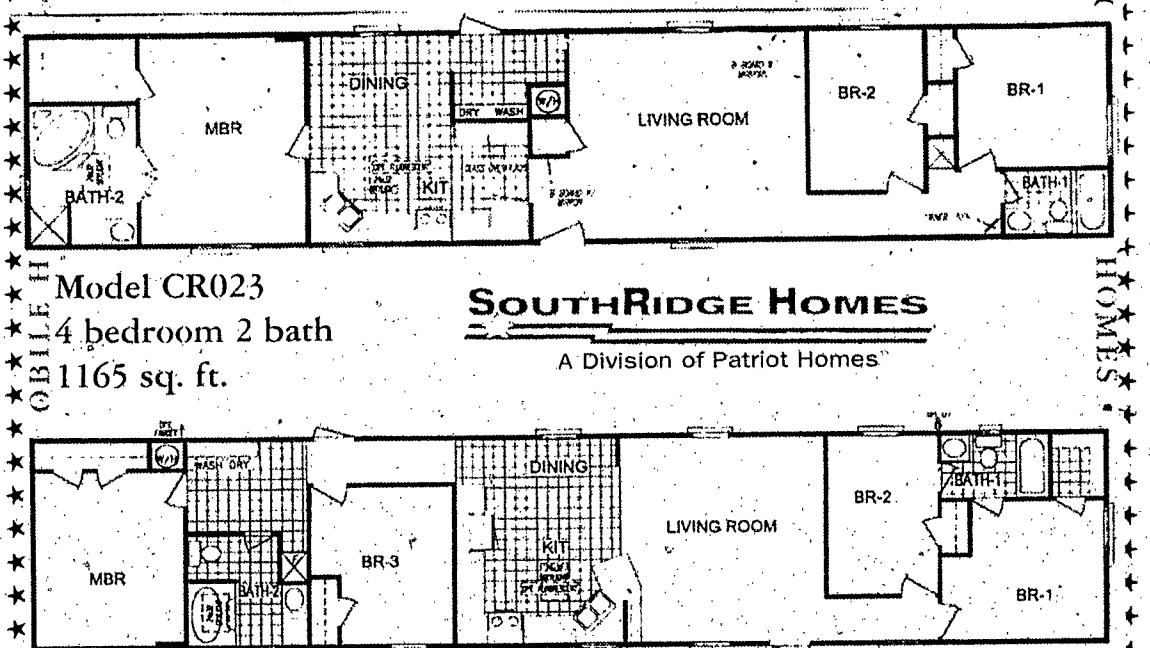 DINING
MBR
W/H
DRY WASH
BR-2
BR-1
LIVING ROOM
KIT
BATH-2
BATH-1
Model CR023
4 bedroom 2 bath
1165 sq. ft.
SOUTHRIDGE HOMES
A Division of Patriot Homes
OBILE H
HOMES
W/H
WASH DRY
DINING
BATH-1
BR-2
LIVING ROOM
KIT
BR-3
MBR
BATH-2
BR-1